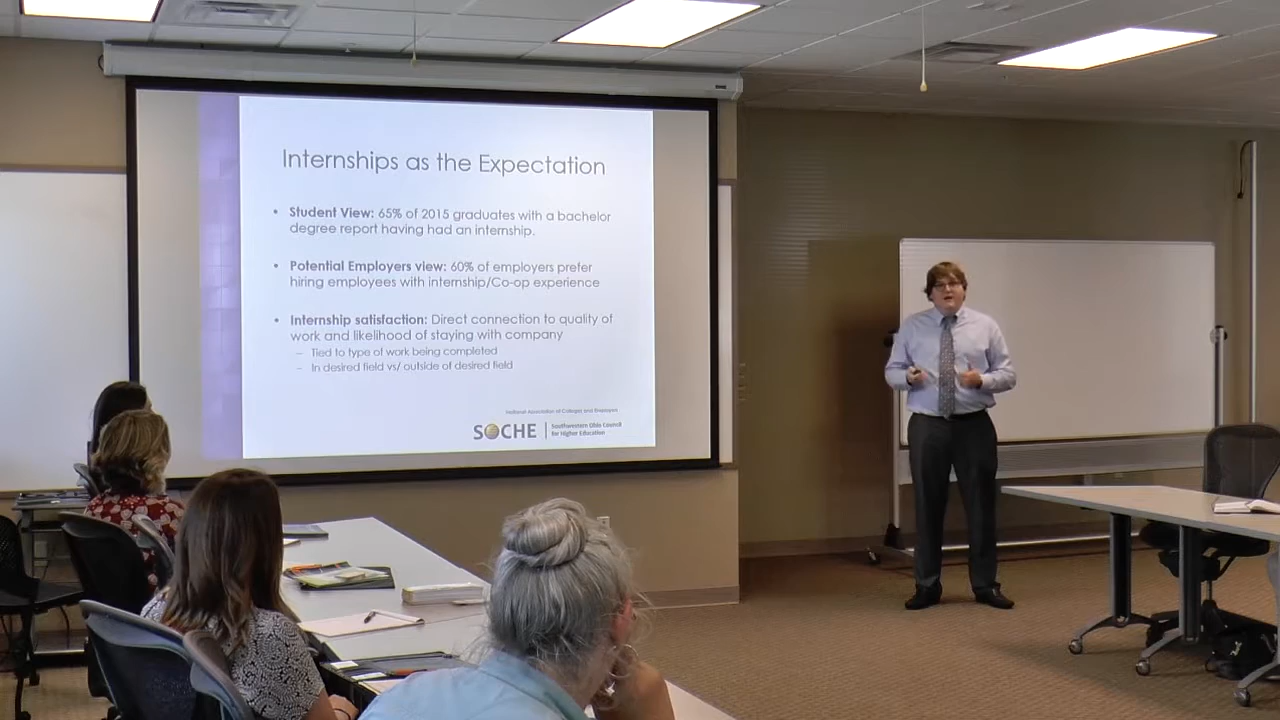 Internships as the Expectation
• Student View: 65% of 2015 graduates with a bachelor
degree report having had an internship.
• Potential Employers view: 60% of employers prefer
hiring employees with internship/Co-op experience
• Internship satisfaction: Direct connection to quality of
work and likelihood of staying with company
– Tied to type of work being completed
– In desired field vs/ outside of desired field
National Association of Colleges and Employers
SOCHE | Southwestern Ohio Council
for Higher Education